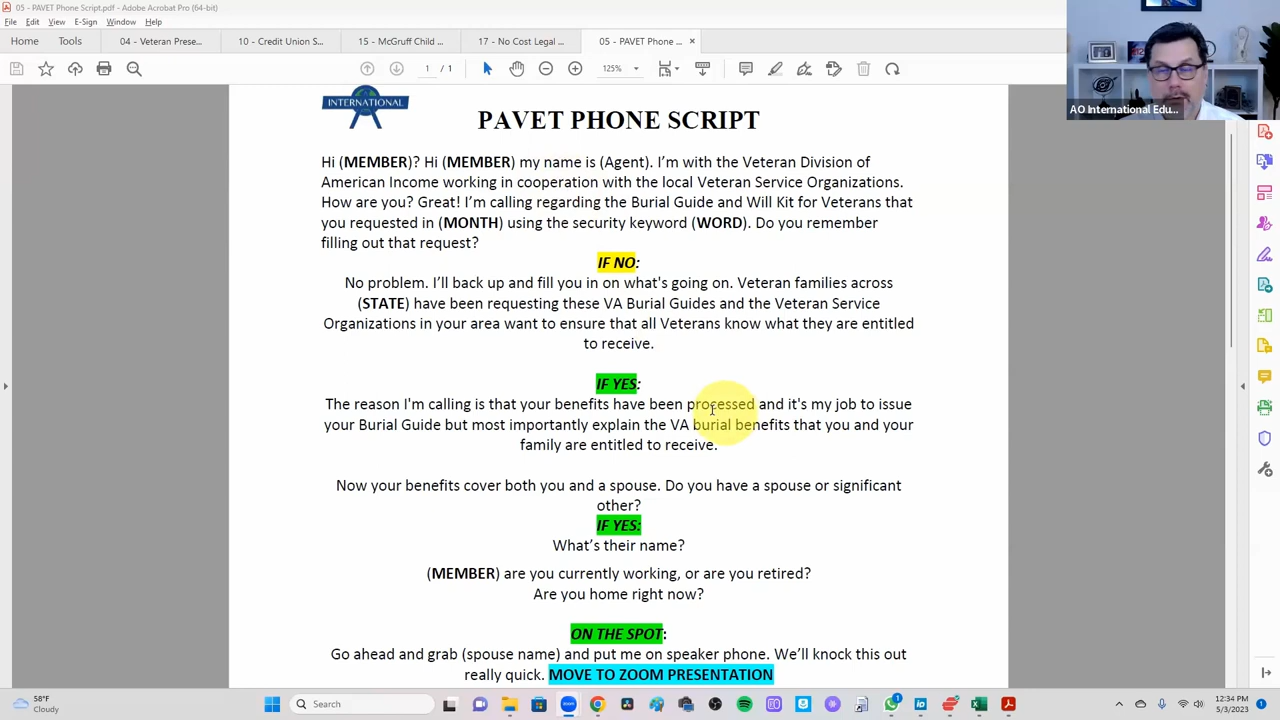 05 - PAVET Phone Script.pdf - Adobe Acrobat Pro (64-bit)
File Edit View E-Sign Window Help
Home Tools 04 - Veteran Prese... 10 - Credit Union S... 15 - McGruff Child ... 17 - No Cost Legal ... 05 - PAVET Phone ... ×
1 / 1 125%
AO International Edu...
INTERNATIONAL
PAVET PHONE SCRIPT
Hi (MEMBER)? Hi (MEMBER) my name is (Agent). I'm with the Veteran Division of
American Income working in cooperation with the local Veteran Service Organizations.
How are you? Great! I'm calling regarding the Burial Guide and Will Kit for Veterans that
you requested in (MONTH) using the security keyword (WORD). Do you remember
filling out that request?
IF NO:
No problem. I'll back up and fill you in on what's going on. Veteran families across
(STATE) have been requesting these VA Burial Guides and the Veteran Service
Organizations in your area want to ensure that all Veterans know what they are entitled
to receive.
IF YES:
The reason I'm calling is that your benefits have been processed and it's my job to issue
your Burial Guide but most importantly explain the VA burial benefits that you and your
family are entitled to receive.
Now your benefits cover both you and a spouse. Do you have a spouse or significant
other?
IF YES:
What's their name?
(MEMBER) are you currently working, or are you retired?
Are you home right now?
ON THE SPOT:
Go ahead and grab (spouse name) and put me on speaker phone. We'll knock this out
really quick. MOVE TO ZOOM PRESENTATION
58°F
Cloudy
Search
12:34 PM
5/3/2023